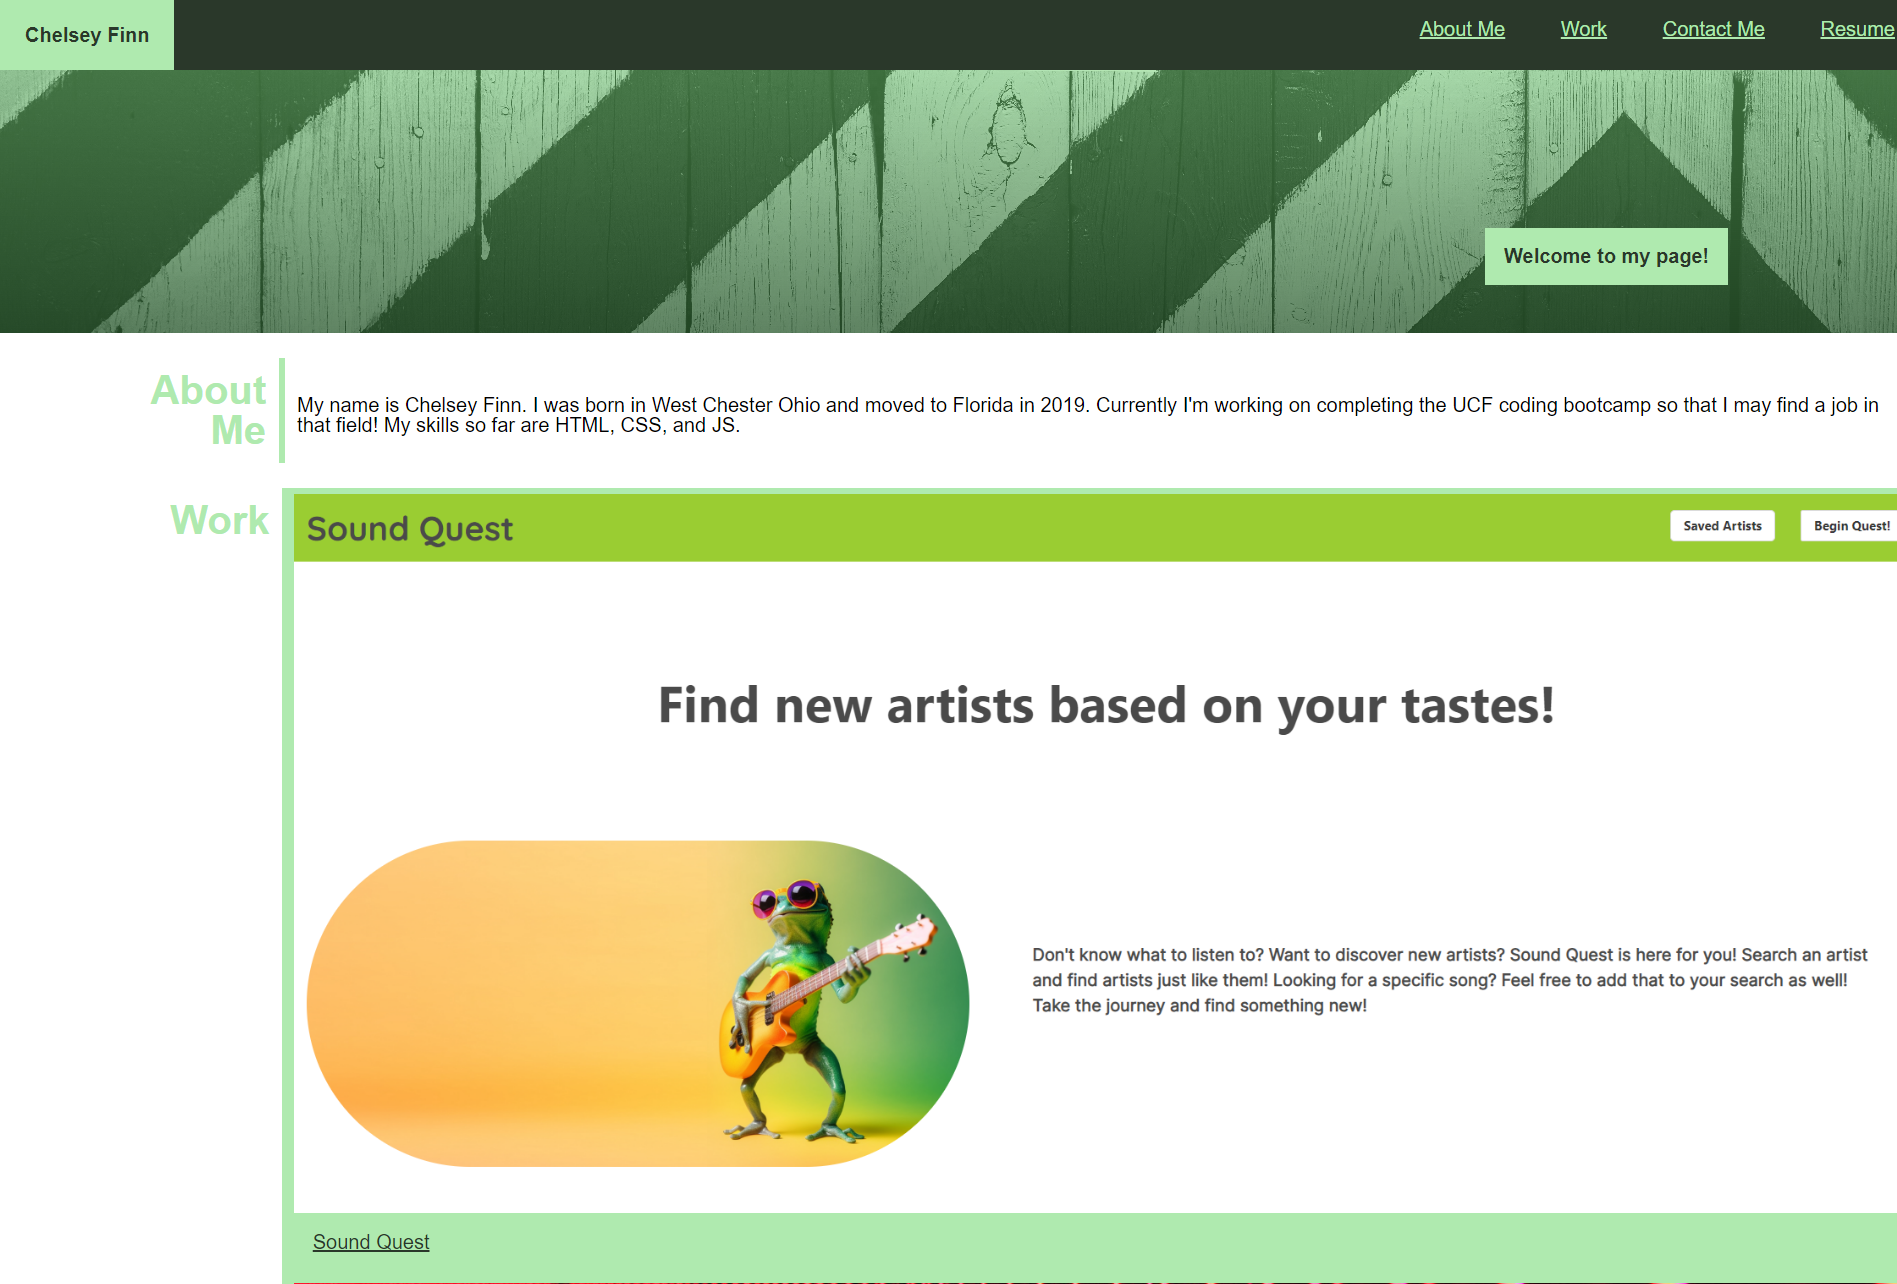 Chelsey Finn
About Me Work Contact Me Resume
Welcome to my page!
About
Me
My name is Chelsey Finn. I was born in West Chester Ohio and moved to Florida in 2019. Currently I'm working on completing the UCF coding bootcamp so that I may find a job in
that field! My skills so far are HTML, CSS, and JS.
Work
Sound Quest
Saved Artists Begin Quest!
Find new artists based on your tastes!
Don't know what to listen to? Want to discover new artists? Sound Quest is here for you! Search an artist
and find artists just like them! Looking for a specific song? Feel free to add that to your search as well!
Take the journey and find something new!
Sound Quest